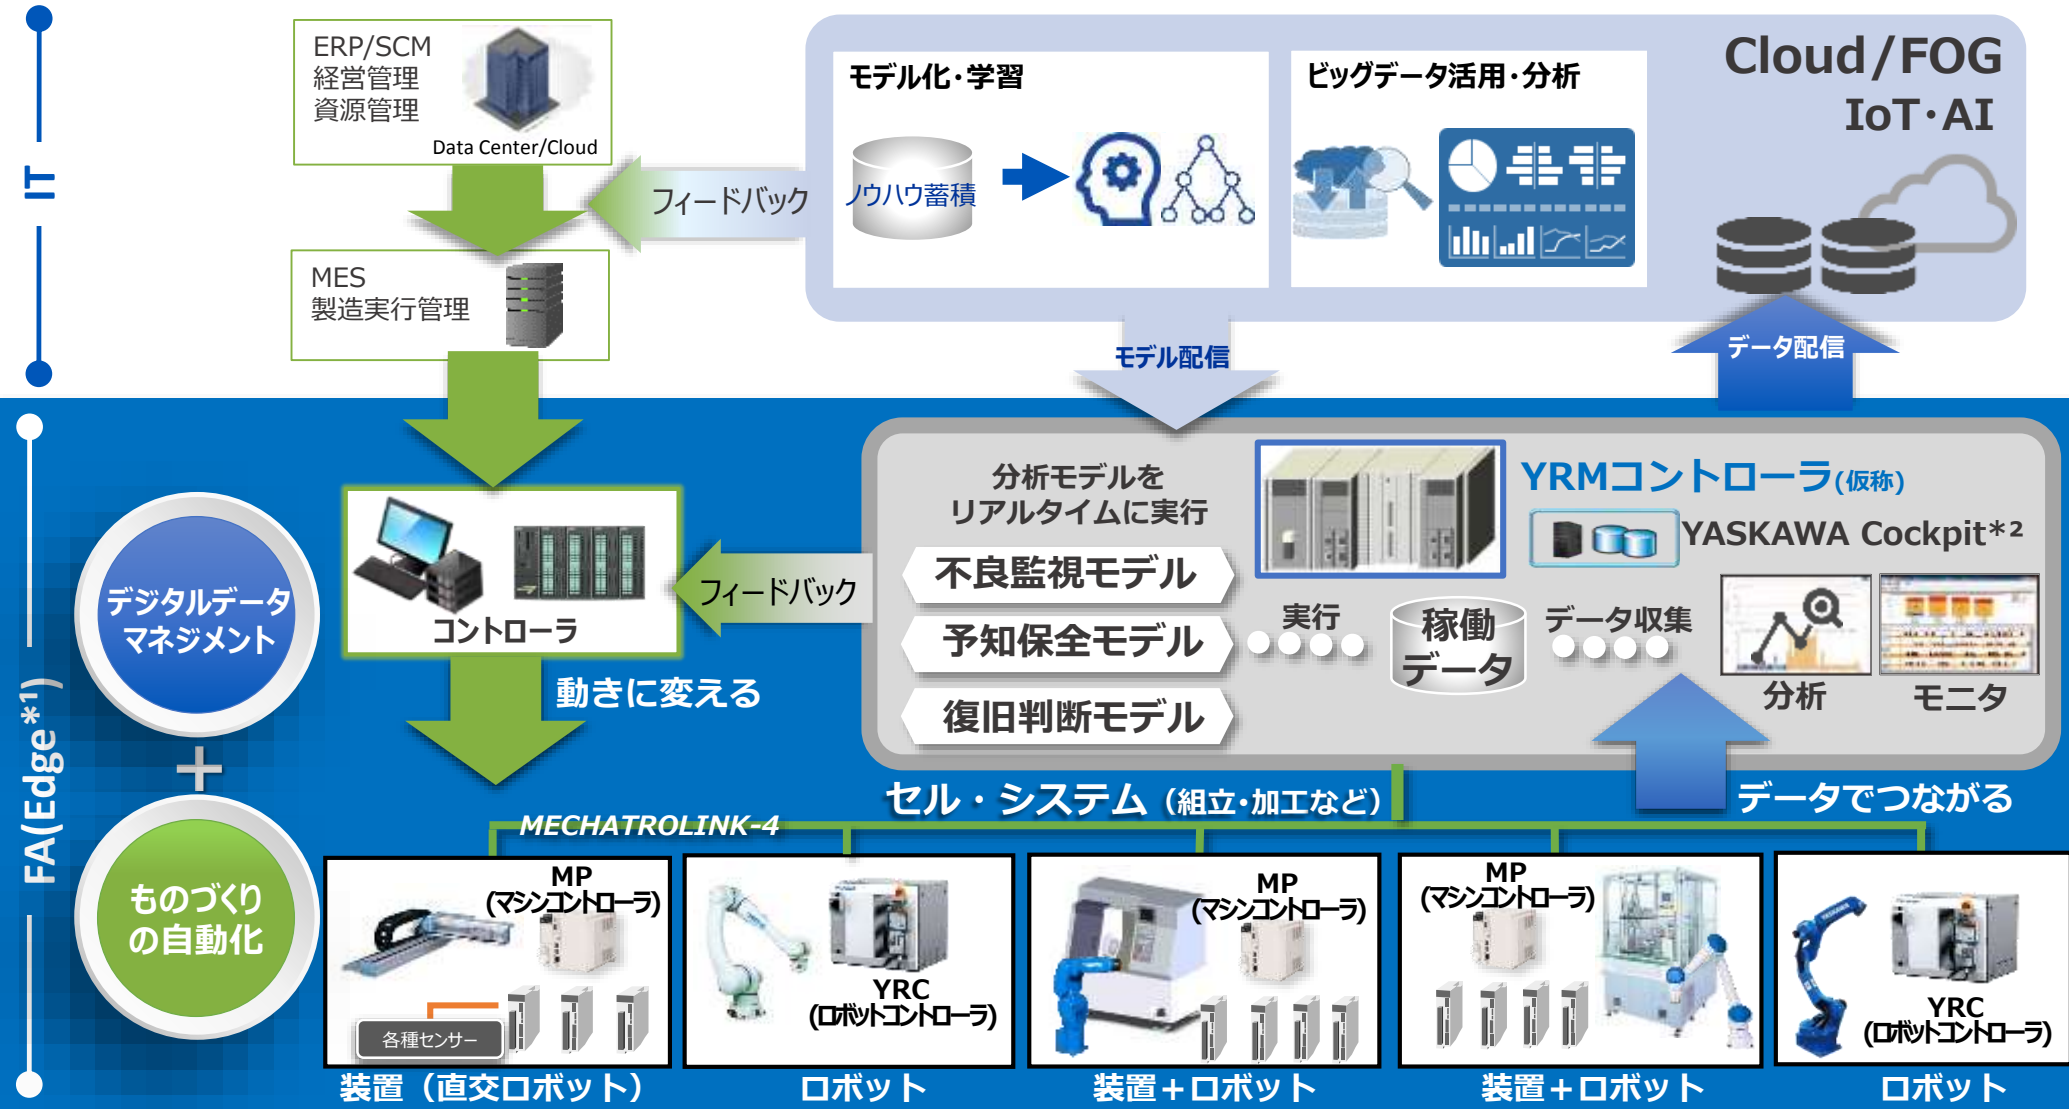 IT
ERP/SCM
経営管理
資源管理
Data Center/Cloud
モデル化・学習
ノウハウ蓄積
ビッグデータ活用・分析
Cloud/FOG
IoT・AI
フィードバック
MES
製造実行管理
モデル配信
データ配信
FA(Edge*1)
デジタルデータ
マネジメント
+
ものづくり
の自動化
コントローラ
フィードバック
動きに変える
分析モデルを
リアルタイムに実行
不良監視モデル
予知保全モデル
復旧判断モデル
実行
稼働
データ
データ収集
YRMコントローラ(仮称)
YASKAWA Cockpit*2
分析
モニタ
セル・システム（組立・加工など）
データでつながる
MECHATROLINK-4
MP
(マシンコントローラ)
各種センサー
装置（直交ロボット）
YRC
(ロボットコントローラ)
ロボット
MP
(マシンコントローラ)
装置＋ロボット
MP
(マシンコントローラ)
装置＋ロボット
YASKAWA
YRC
(ロボットコントローラ)
ロボット